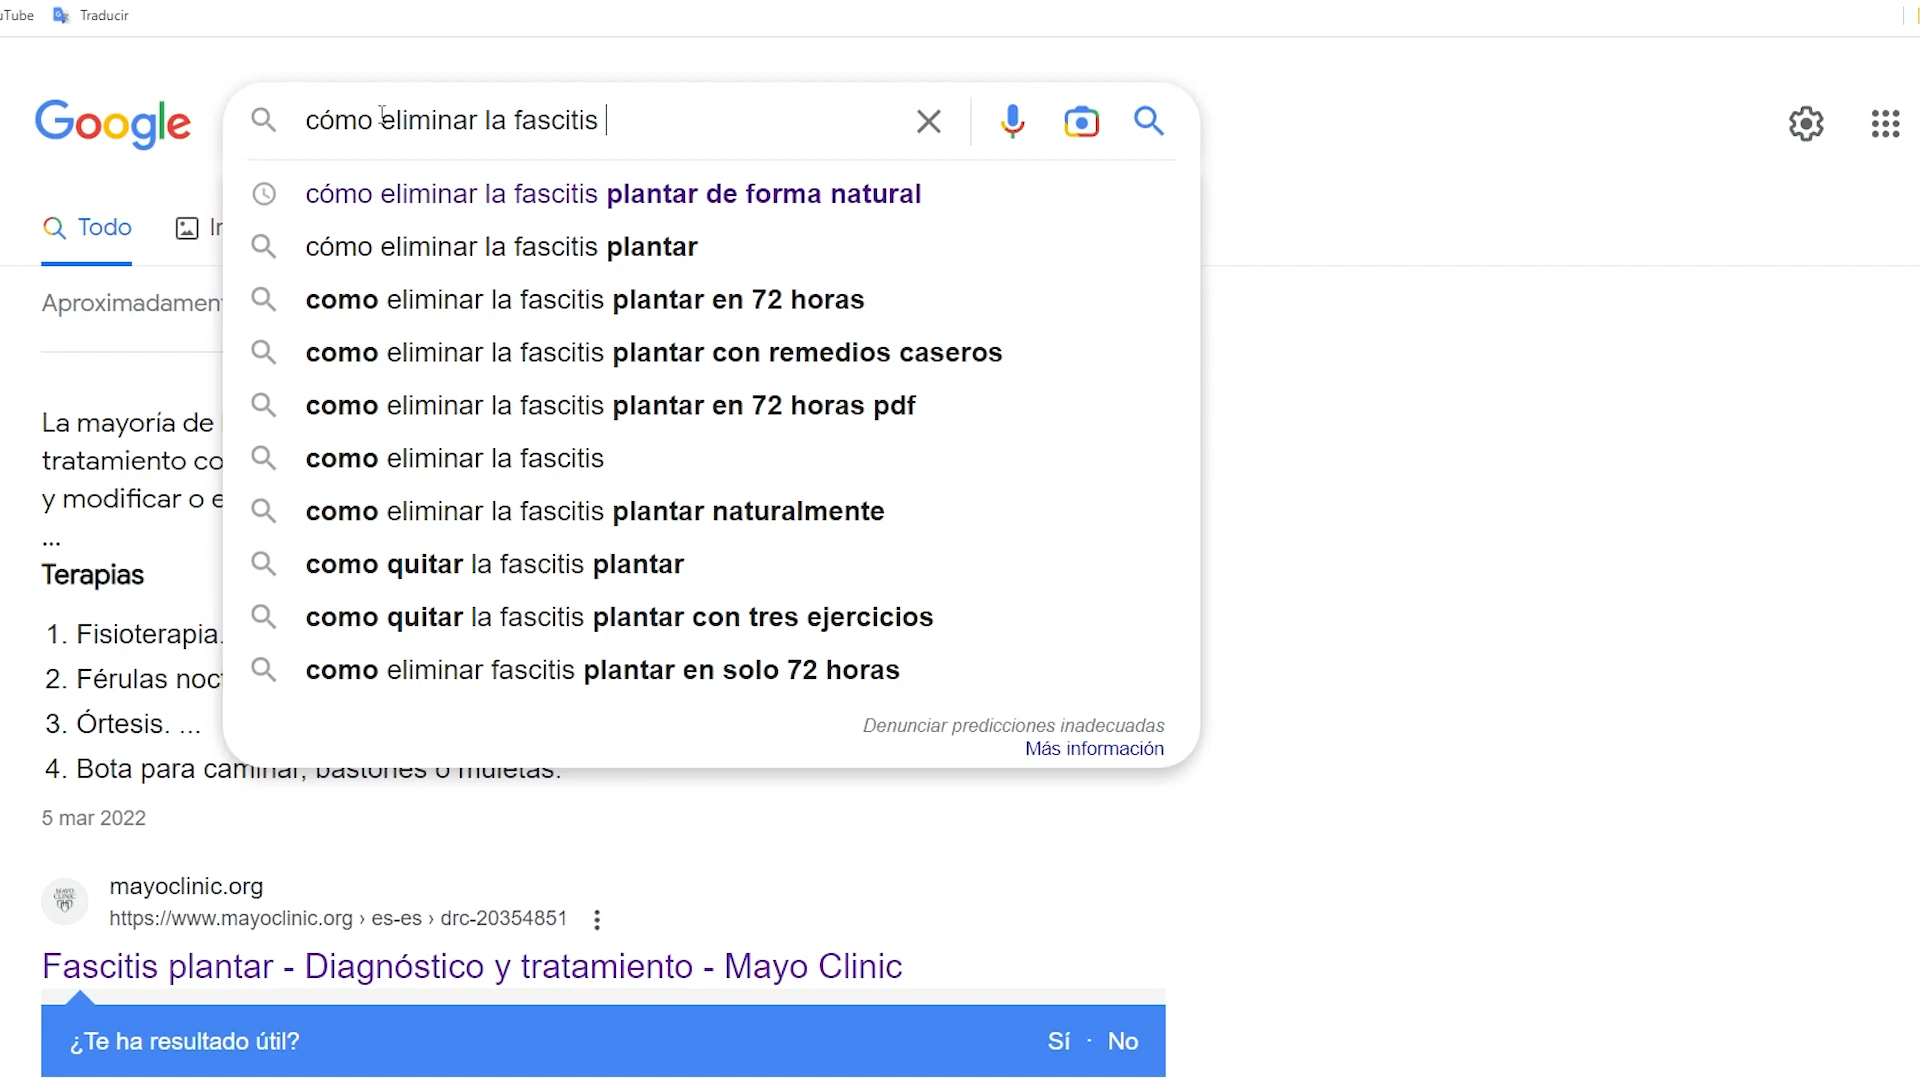 Traducir
Google
cómo eliminar la fascitis
cómo eliminar la fascitis plantar de forma natural
Todo
cómo eliminar la fascitis plantar
como eliminar la fascitis plantar en 72 horas
como eliminar la fascitis plantar con remedios caseros
como eliminar la fascitis plantar en 72 horas pdf
como eliminar la fascitis
como eliminar la fascitis plantar naturalmente
como quitar la fascitis plantar
como quitar la fascitis plantar con tres ejercicios
como eliminar fascitis plantar en solo 72 horas
Denunciar predicciones inadecuadas
Más información
La mayoría de
tratamiento
y modificar o
...
Terapias
1. Fisioterapia.
2. Férulas
3. Órtesis. ...
4. Bota para caminar, bastones o muletas.
5 mar 2022
MAYO CLINIC
mayoclinic.org
https://www.mayoclinic.org › es-es › drc-20354851
Fascitis plantar - Diagnóstico y tratamiento - Mayo Clinic
¿Te ha resultado útil?
Sí · No